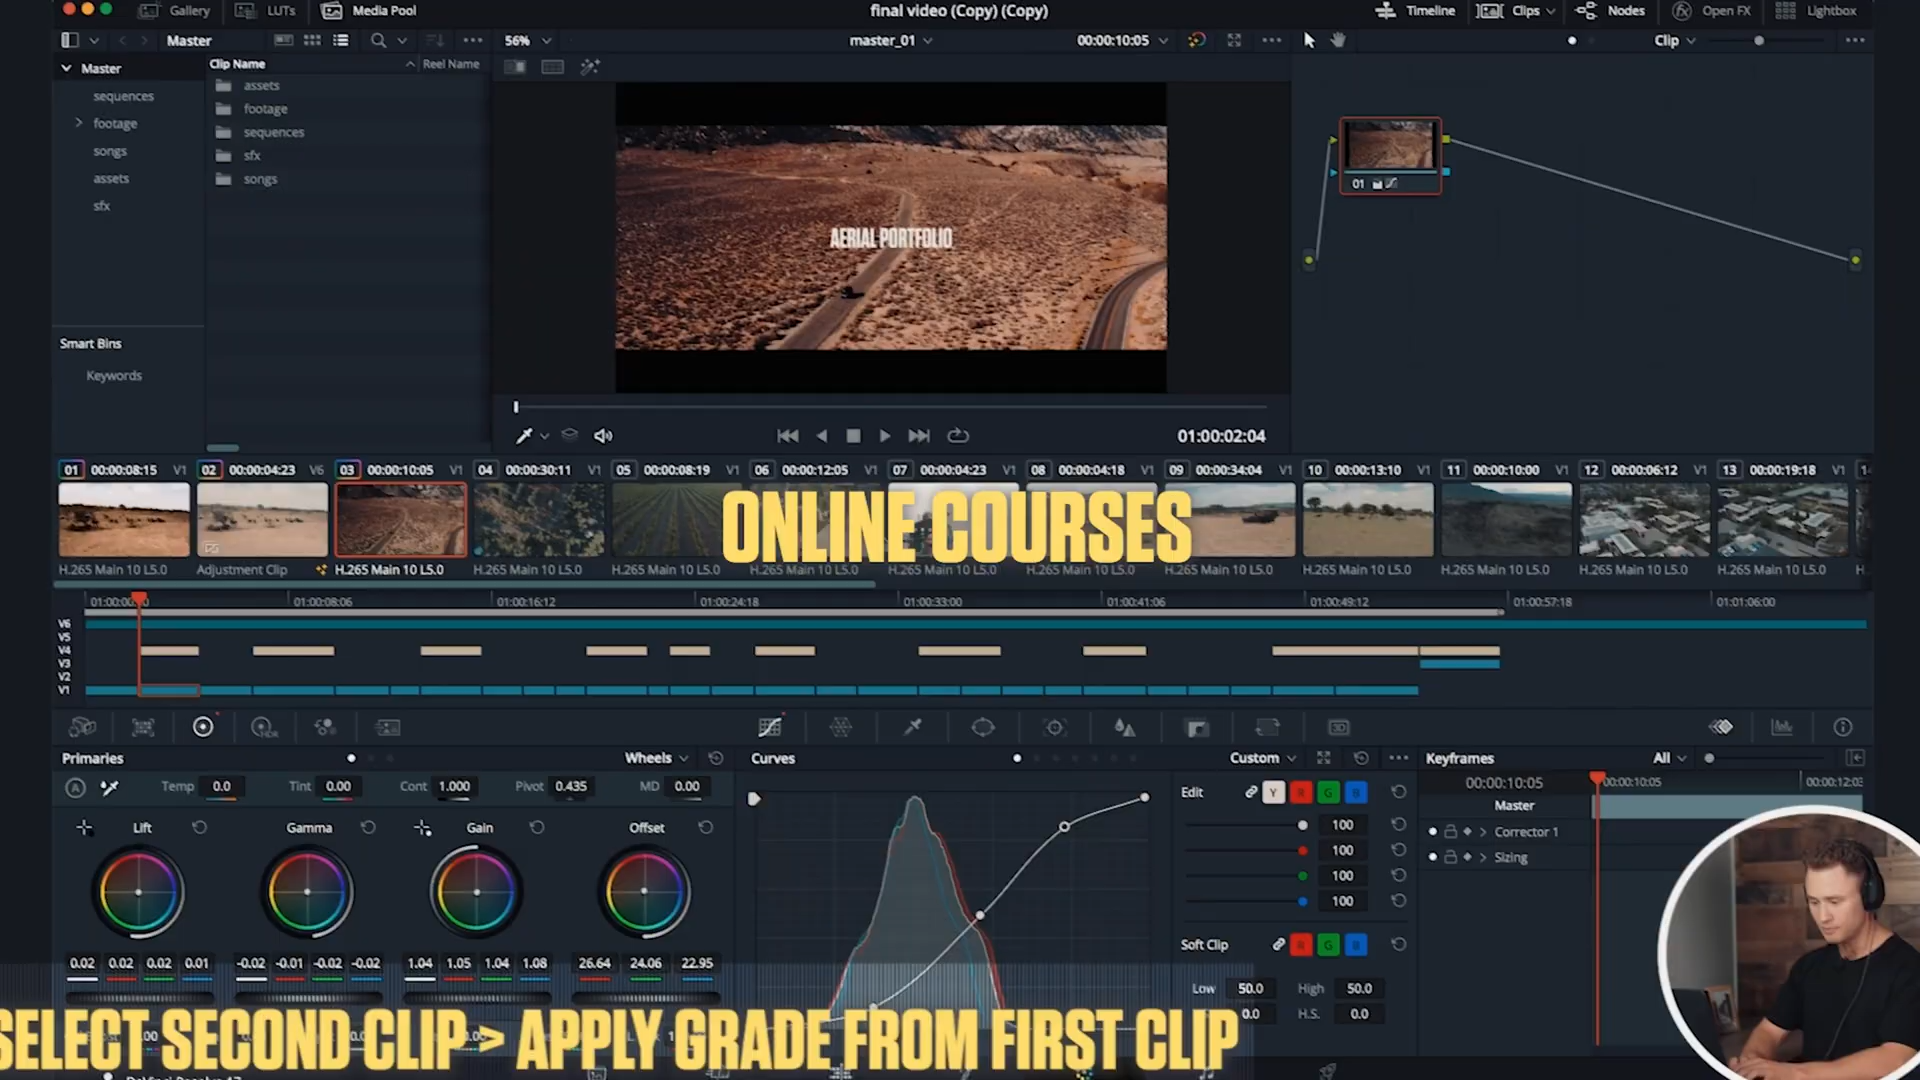 Gallery LUTs Media Pool final video (Copy) (Copy) Timeline Clips Nodes Open FX Lightbox
Master 56% master_01 00:00:10:05 Clip
Master
sequences
footage
songs
assets
sfx
Smart Bins
Keywords
Clip Name Reel Name
assets
footage
sequences
sfx
songs
AERIAL PORTFOLIO
01:00:02:04
01
01 00:00:08:15 V1 02 00:00:04:23 V6 03 00:00:10:05 V1 04 00:00:30:11 V1 05 00:00:08:19 V1 06 00:00:12:05 V1 07 00:00:04:23 V1 08 00:00:04:18 V1 09 00:00:34:04 V1 10 00:00:13:10 V1 11 00:00:10:00 V1 12 00:00:06:12 V1 13 00:00:19:18 V1
ONLINE COURSES
H.265 Main 10 L5.0 Adjustment Clip H.265 Main 10 L5.0 H.265 Main 10 L5.0 H.265 Main 10 L5.0 H.265 Main 10 L5.0 H.265 Main 10 L5.0 H.265 Main 10 L5.0 H.265 Main 10 L5.0 H.265 Main 10 L5.0 H.265 Main 10 L5.0 H.265 Main 10 L5.0 H.265 Main 10 L5.0
01:00:08:06 01:00:16:12 01:00:24:18 01:00:33:00 01:00:41:06 01:00:49:12 01:00:57:18 01:01:06:00
V6
V5
V4
V3
V2
V1
Primaries Wheels
Temp 0.0 Tint 0.00 Cont 1.000 Pivot 0.435 MD 0.00
Lift Gamma Gain Offset
0.02 0.02 0.02 0.01 -0.02 -0.01 -0.02 -0.02 1.04 1.05 1.04 1.08 26.64 24.06 22.95
Curves Custom
Edit Y R G B
100
100
100
100
Soft Clip R G B
Low 50.0 High 50.0
0.0 H.S. 0.0
Keyframes All
00:00:10:05 00:00:10:05
Master
Corrector 1
Sizing
SELECT SECOND CLIP > APPLY GRADE FROM FIRST CLIP